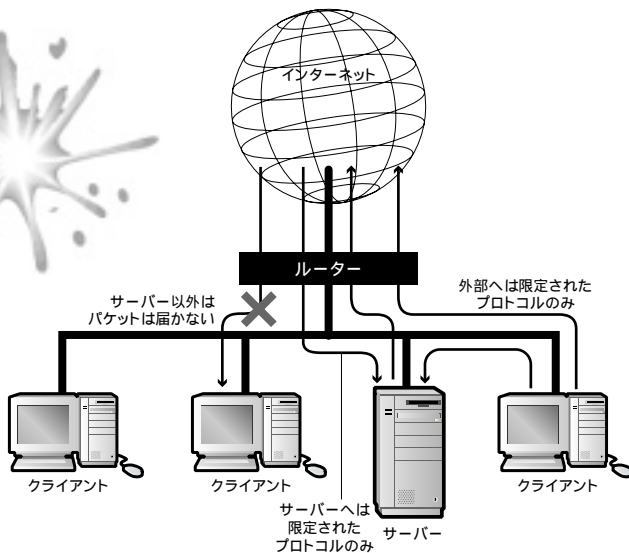 インターネット
ルーター
サーバー以外は
パケットは届かない
外部へは限定された
プロトコルのみ
クライアント
クライアント
サーバーへは
限定された
プロトコルのみ
サーバー
クライアント